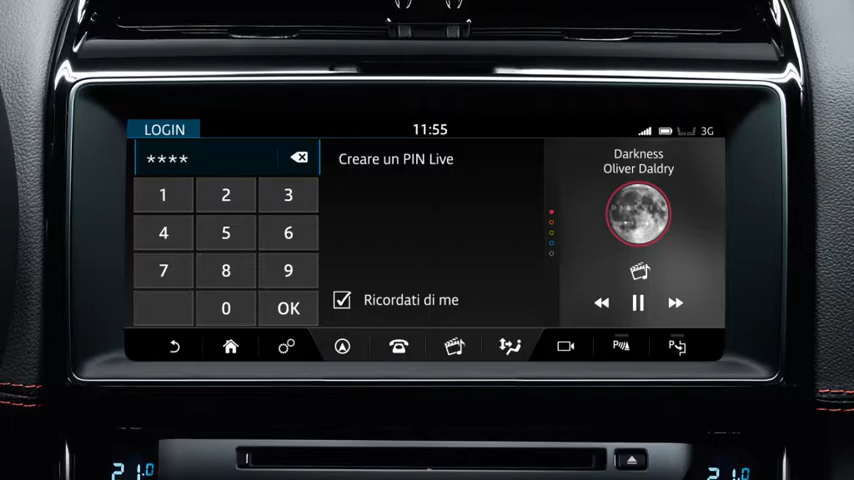 LOGIN
11:55
3G
****
Creare un PIN Live
Darkness
Oliver Daldry
1 2 3
4 5 6
7 8 9
0 OK
Ricordati di me
P
P
21.0
21.0